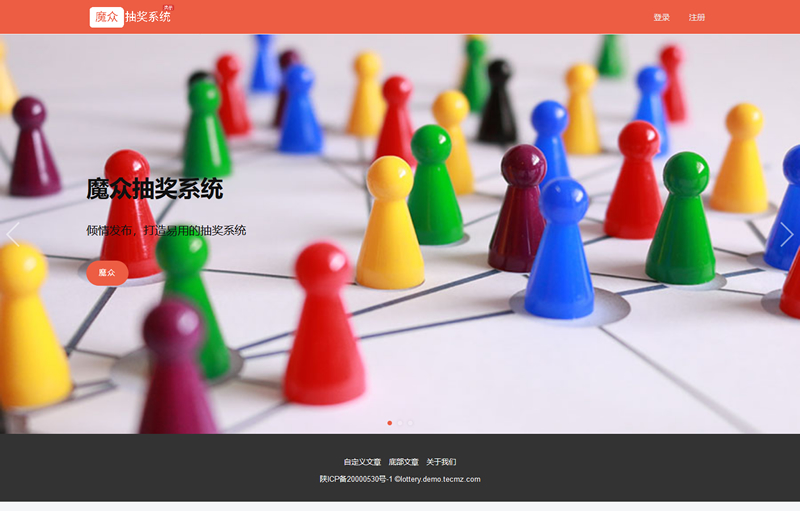 魔众 抽奖系统
登录 注册
魔众抽奖系统
倾情发布，打造易用的抽奖系统
魔众
自定义文章 底部文章 关于我们
陕ICP备20000530号-1 ©lottery.demo.tecmz.com